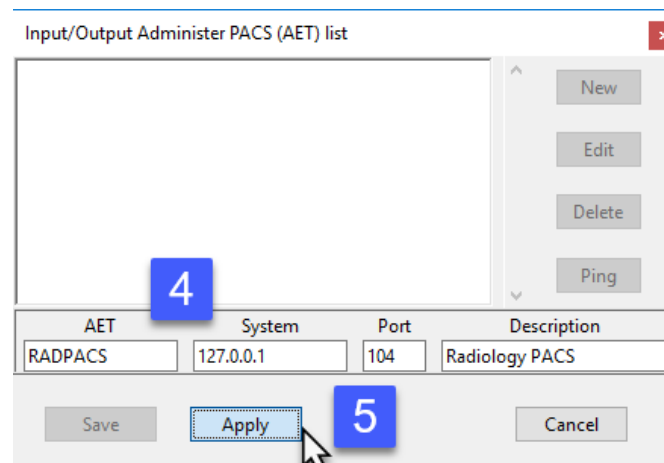 Input/Output Administer PACS (AET) list
New
Edit
Delete
Ping
4
AET System Port Description
RADPACS 127.0.0.1 104 Radiology PACS
Save Apply 5 Cancel